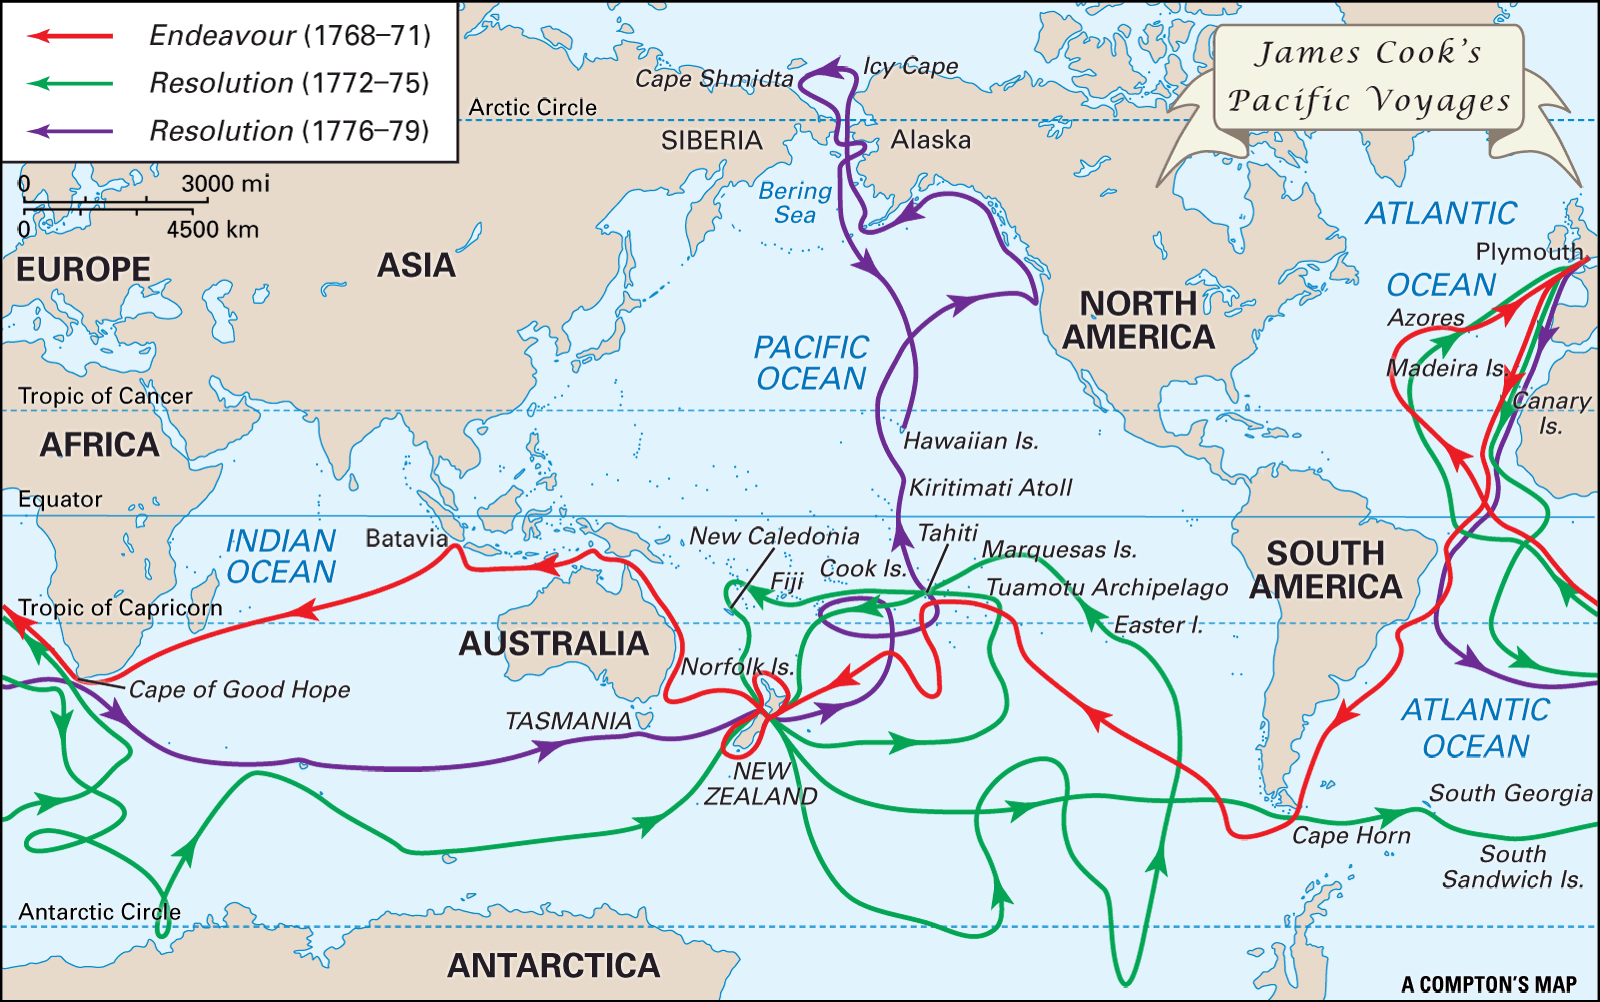 Endeavour (1768–71)
Resolution (1772–75)
Resolution (1776–79)
James Cook's
Pacific Voyages
0 3000 mi
0 4500 km
Arctic Circle
Cape Shmidta
Icy Cape
SIBERIA
Alaska
Bering
Sea
EUROPE
ASIA
NORTH
AMERICA
ATLANTIC
OCEAN
Plymouth
Azores
Madeira Is.
Canary
Is.
PACIFIC
OCEAN
Tropic of Cancer
AFRICA
Hawaiian Is.
Kiritimati Atoll
Equator
INDIAN
OCEAN
Batavia
New Caledonia
Tahiti
Marquesas Is.
Fiji
Cook Is.
Tuamotu Archipelago
Easter I.
SOUTH
AMERICA
Tropic of Capricorn
AUSTRALIA
Norfolk Is.
Cape of Good Hope
TASMANIA
NEW
ZEALAND
ATLANTIC
OCEAN
South Georgia
Cape Horn
South
Sandwich Is.
Antarctic Circle
ANTARCTICA
A COMPTON'S MAP